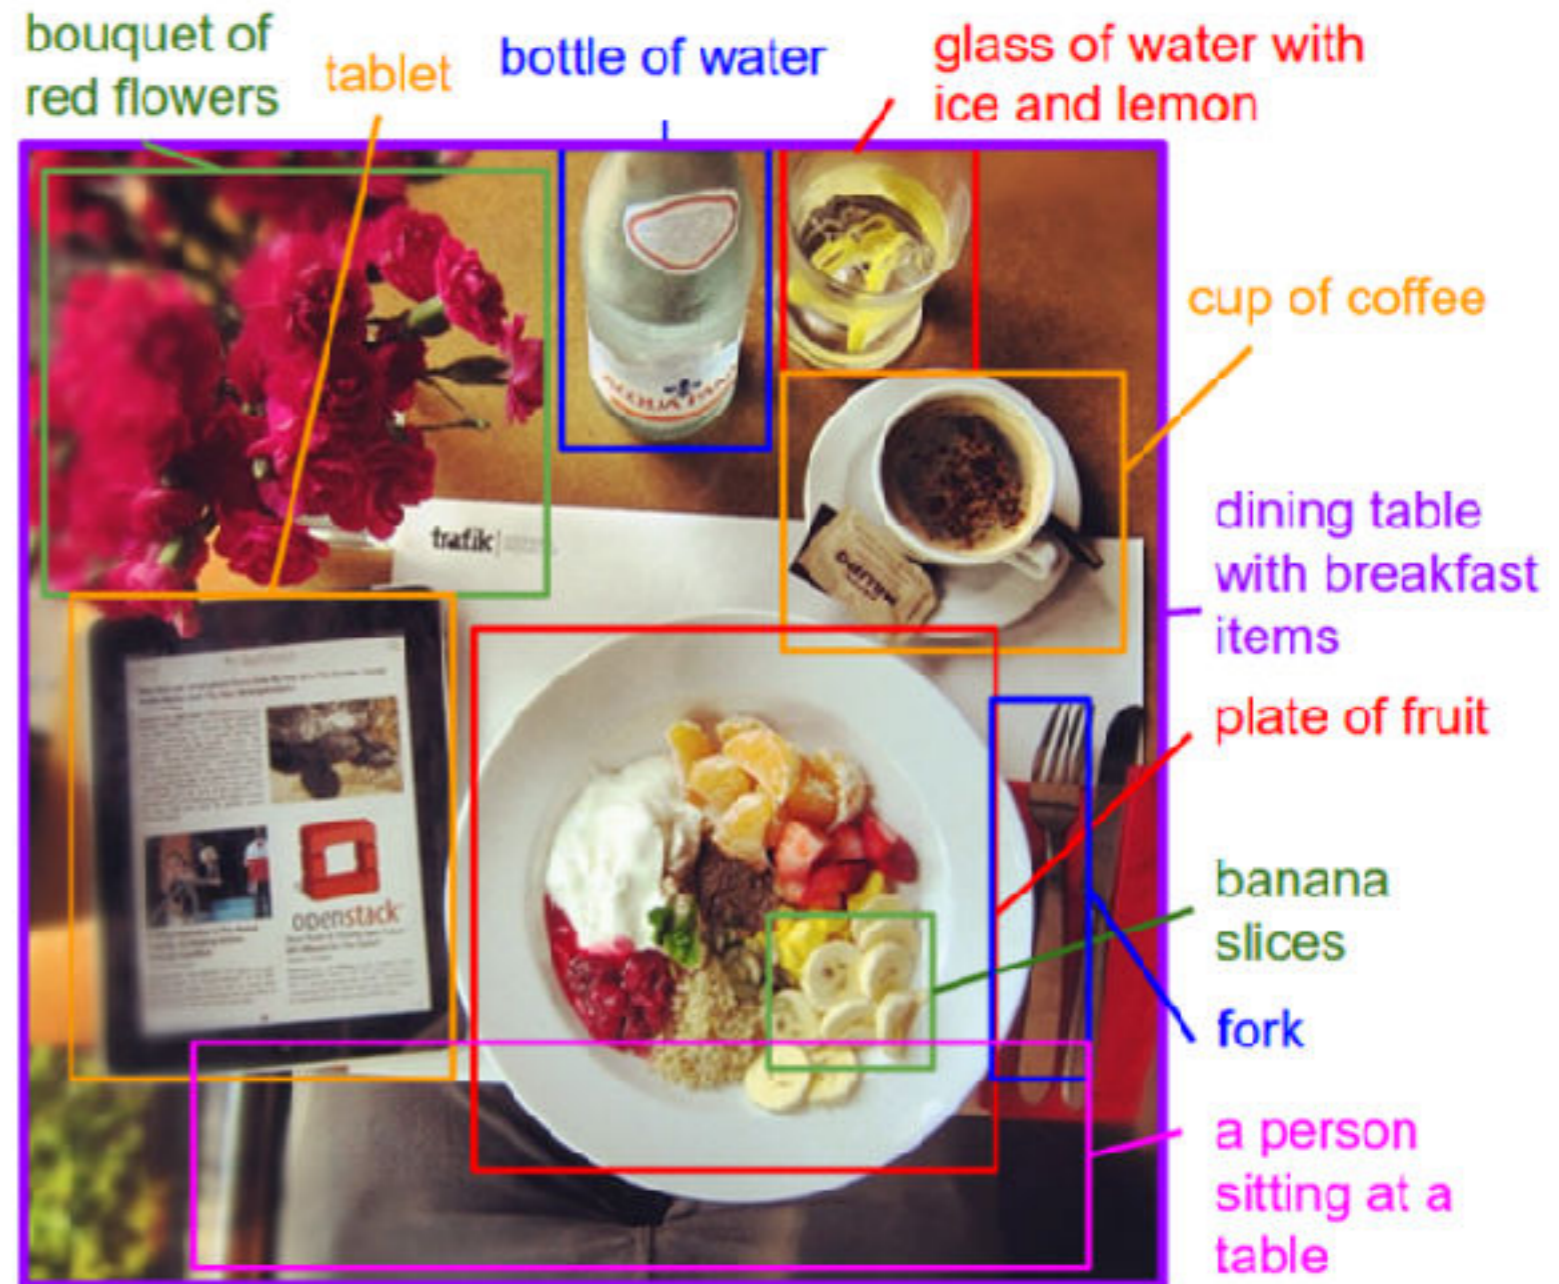 bouquet of
red flowers
tablet
bottle of water
glass of water with
ice and lemon
cup of coffee
dining table
with breakfast
items
plate of fruit
banana
slices
fork
a person
sitting at a
table
trafik
openstack